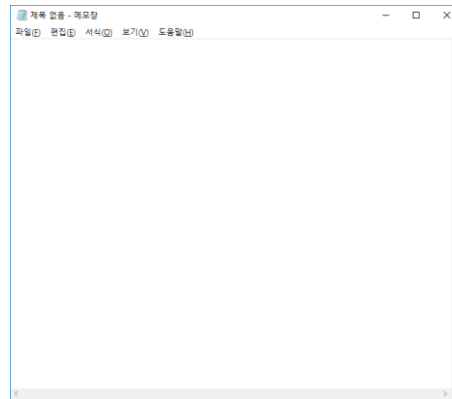 제목 없음 - 메모장
파일(F) 편집(E) 서식(O) 보기(V) 도움말(H)